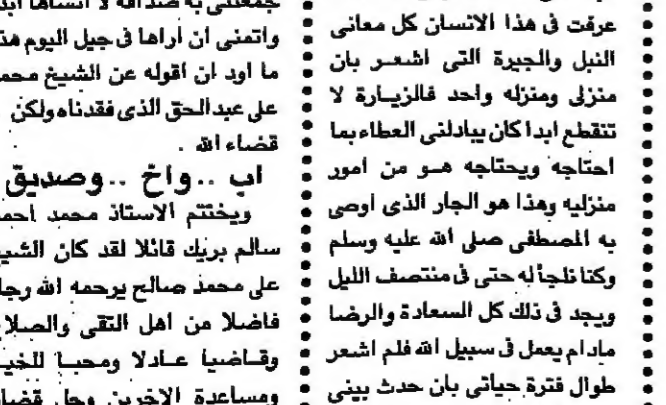 عرفت فى هذا الانسان كل معانى
النبل والجيرة التى اشعر بان
منزلى ومنزله واحد فالزيارة لا
تنقطع ابدا كان يبادلنى العطاء بما
احتاجه ويحتاجه هو من امور
منزليه وهذا هو الجار الذى اوصى
به المصطفى صلى الله عليه وسلم
وكنا نلجأ له حتى فى منتصف الليل
ويجد فى ذلك كل السعادة والرضا
مادام يعمل فى سبيل الله فلم اشعر
طوال فترة حياتى بان حدث بينى
جمعتنى به صداقة لا انساها ابدا
واتمنى ان أراها فى جيل اليوم هذا
ما اود ان اقوله عن الشيخ محمد
على عبدالحق الذى فقدناه ولكن
قضاء الله .
اب .. واخ .. وصديق
ويختتم الاستاذ محمد احمد
سالم بريك قائلا لقد كان الشيخ
على محمد صالح يرحمه الله رجلا
فاضلا من اهل التقى والصلاح
وقاضيا عادلا ومحبا للخير
ومساعدة الاخرين وحل قضايا